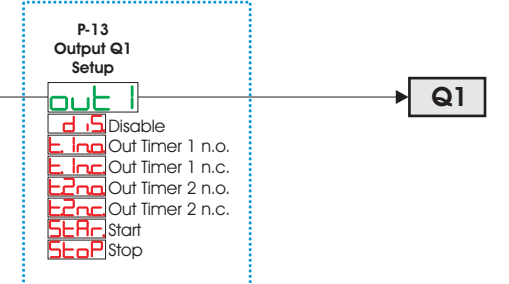 P-13
Output Q1
Setup
out 1
Q1
d iS. Disable
t. 1no. Out Timer 1 n.o.
t. 1nc. Out Timer 1 n.c.
t2no. Out Timer 2 n.o.
t2nc. Out Timer 2 n.c.
StAr. Start
StoP Stop